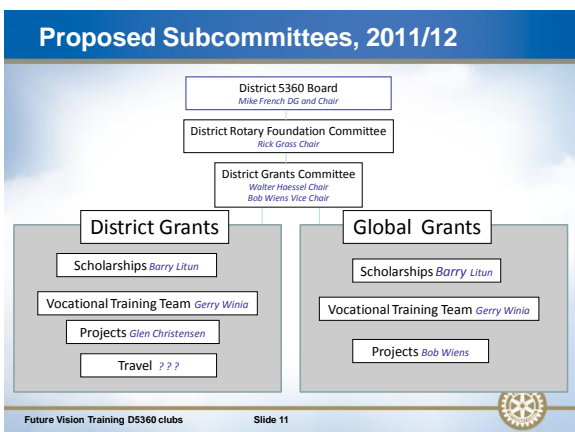 Proposed Subcommittees, 2011/12
District 5360 Board
Mike French DG and Chair
District Rotary Foundation Committee
Rick Grass Chair
District Grants Committee
Walter Haessel Chair
Bob Wiens Vice Chair
District Grants
Scholarships Barry Litun
Vocational Training Team Gerry Winia
Projects Glen Christensen
Travel ? ? ?
Global Grants
Scholarships Barry Litun
Vocational Training Team Gerry Winia
Projects Bob Wiens
Future Vision Training D5360 clubs Slide 11